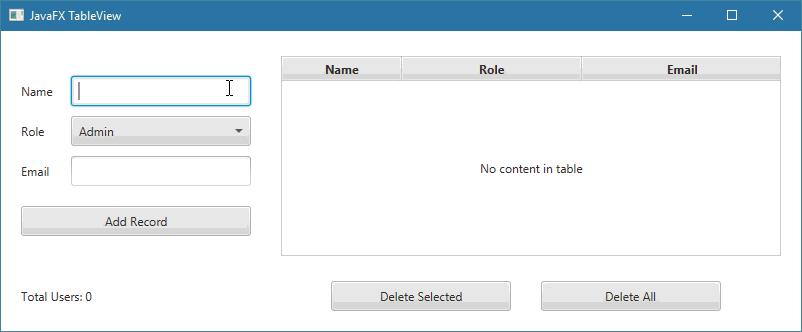 JavaFX TableView
Name
Role
Admin
Email
Add Record
Total Users: 0
Name Role Email
No content in table
Delete Selected Delete All